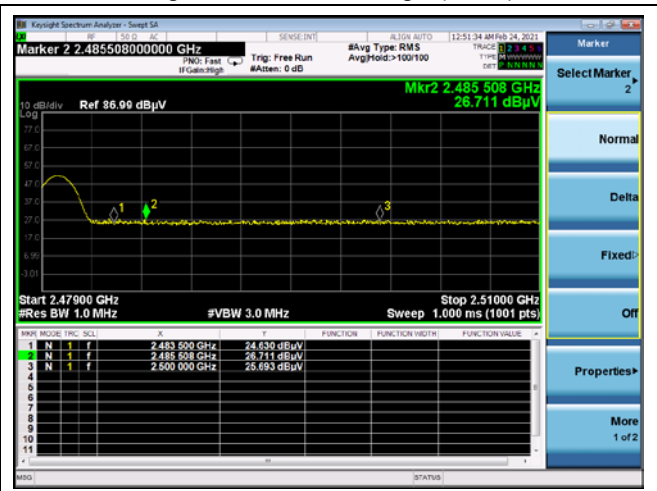 Keysight Spectrum Analyzer - Swept SA
RF 50 Ω AC SENSE:INT ALIGN AUTO 12:51:34 AM Feb 24, 2021
Marker 2 2.485508000000 GHz
PNO: Fast
IFGain:High
Trig: Free Run
#Atten: 0 dB
#Avg Type: RMS
Avg|Hold:>100/100
TRACE 1 2 3 4 5 6
TYPE M
DET P N N N N N
Mkr2 2.485 508 GHz
26.711 dBµV
10 dB/div Ref 86.99 dBµV
Log
77.0
67.0
57.0
47.0
37.0
27.0
17.0
6.99
-3.01
1
2
3
Start 2.47900 GHz
Stop 2.51000 GHz
#Res BW 1.0 MHz
#VBW 3.0 MHz
Sweep 1.000 ms (1001 pts)
MKR MODE TRC SCL X Y FUNCTION FUNCTION WIDTH FUNCTION VALUE
1 N 1 f 2.483 500 GHz 24.630 dBµV
2 N 1 f 2.485 508 GHz 26.711 dBµV
3 N 1 f 2.500 000 GHz 25.693 dBµV
4
5
6
7
8
9
10
11
MSG
STATUS
Marker
Select Marker
2
Normal
Delta
Fixed
Off
Properties
More
1 of 2